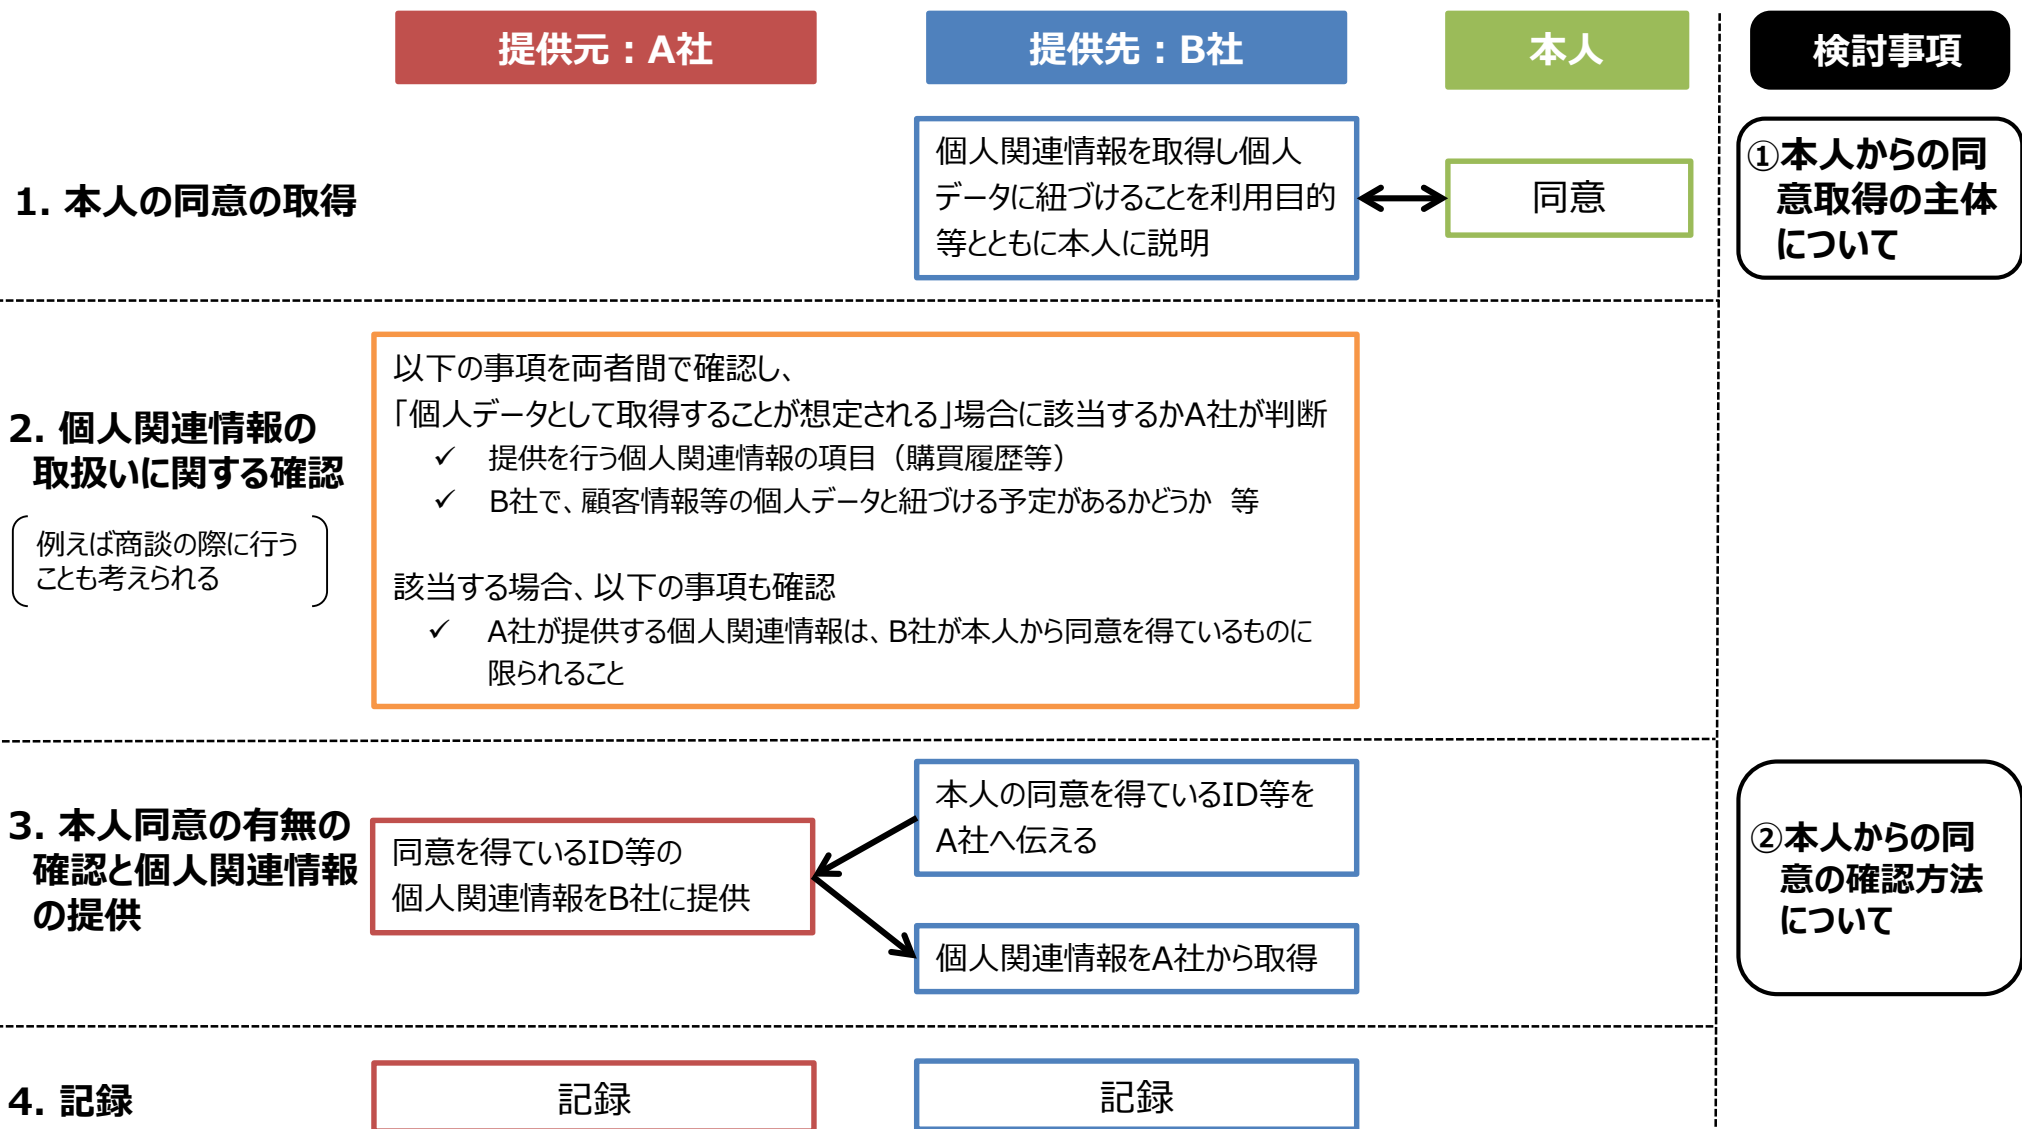 提供元：A社
提供先：B社
本人
検討事項
1. 本人の同意の取得
個人関連情報を取得し個人
データに紐づけることを利用目的
等とともに本人に説明
同意
①本人からの同
意取得の主体
について
2. 個人関連情報の
取扱いに関する確認
例えば商談の際に行う
ことも考えられる
以下の事項を両者間で確認し、
「個人データとして取得することが想定される」場合に該当するかA社が判断
✓ 提供を行う個人関連情報の項目（購買履歴等）
✓ B社で、顧客情報等の個人データと紐づける予定があるかどうか 等
該当する場合、以下の事項も確認
✓ A社が提供する個人関連情報は、B社が本人から同意を得ているものに
限られること
3. 本人同意の有無の
確認と個人関連情報
の提供
同意を得ているID等の
個人関連情報をB社に提供
本人の同意を得ているID等を
A社へ伝える
個人関連情報をA社から取得
②本人からの同
意の確認方法
について
4. 記録
記録
記録